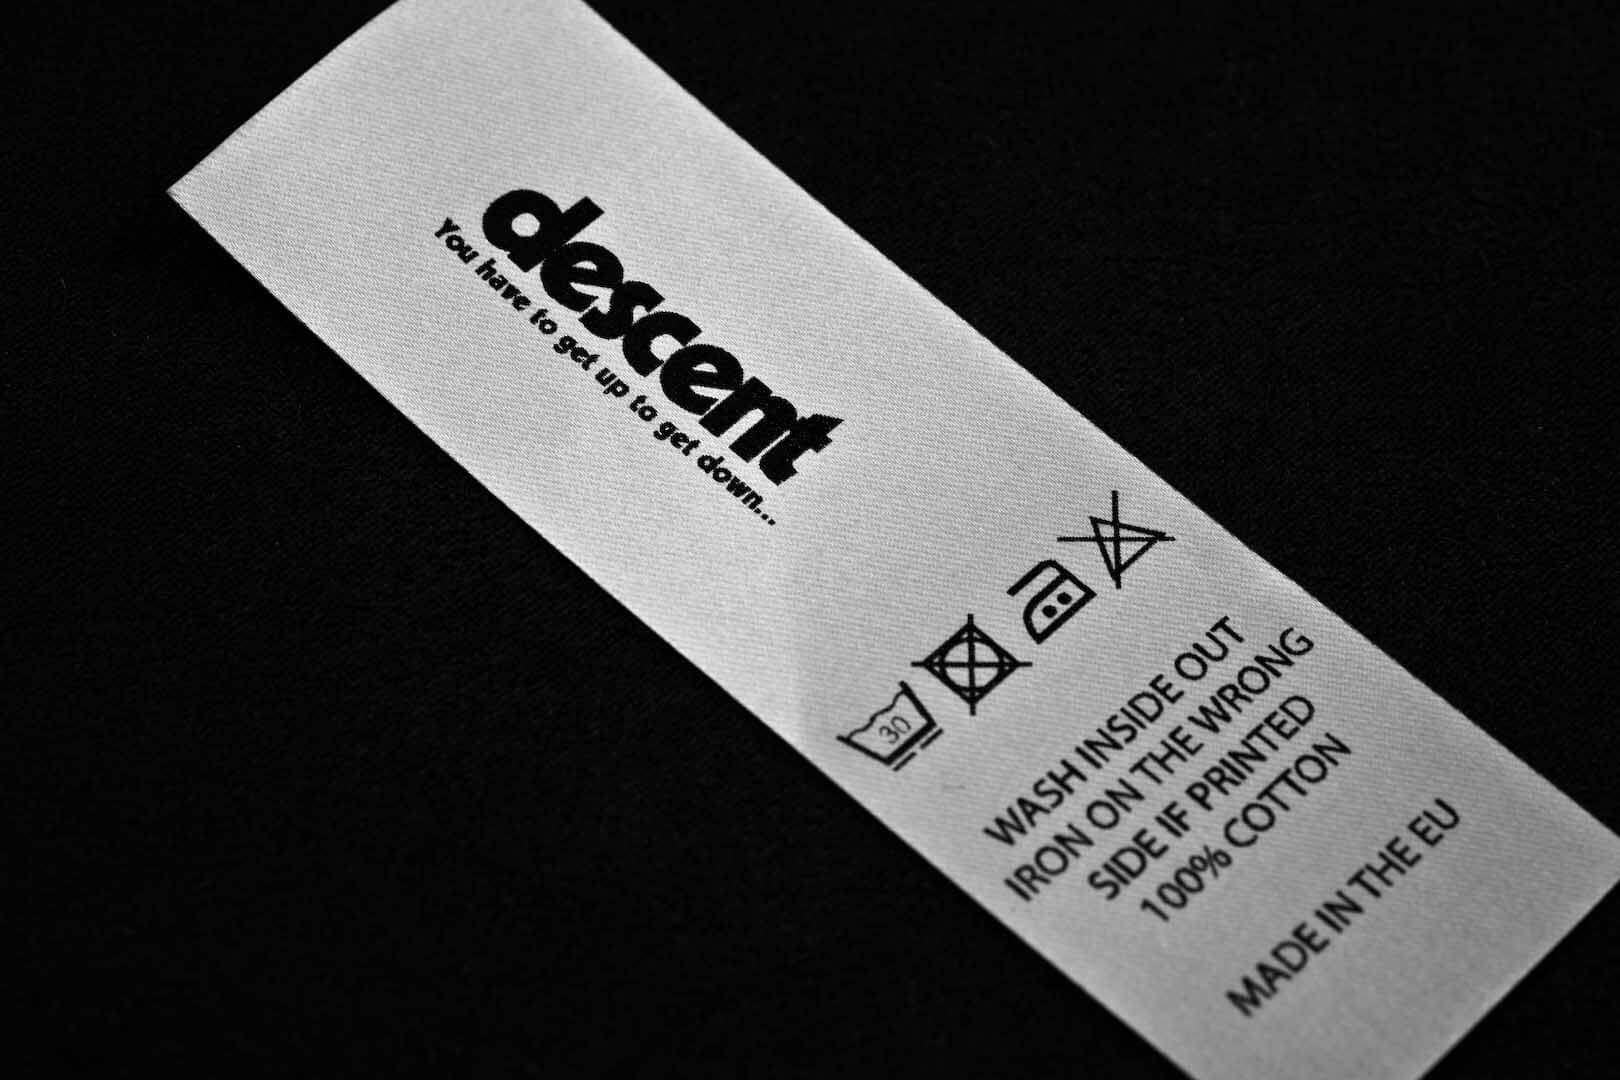 descent
You have to get up to get down...
30
WASH INSIDE OUT
IRON ON THE WRONG
SIDE IF PRINTED
100% COTTON
MADE IN THE EU